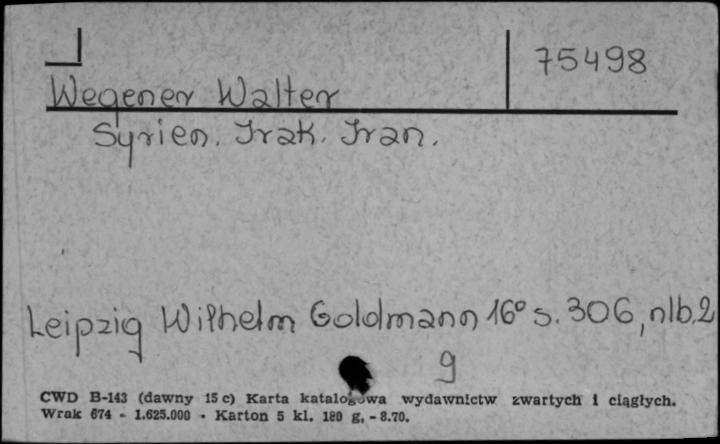 75498
Wegener Walter
Syrien. Irak. Iran.
Leipzig Wilhelm Goldmann 16° s. 306, nlb. 2
9
CWD B-143 (dawny 15 c) Karta katalogowa wydawnictw zwartych i ciągłych.
Wrak 674 - 1.625.000 - Karton 5 kl. 180 g. - 8.70.